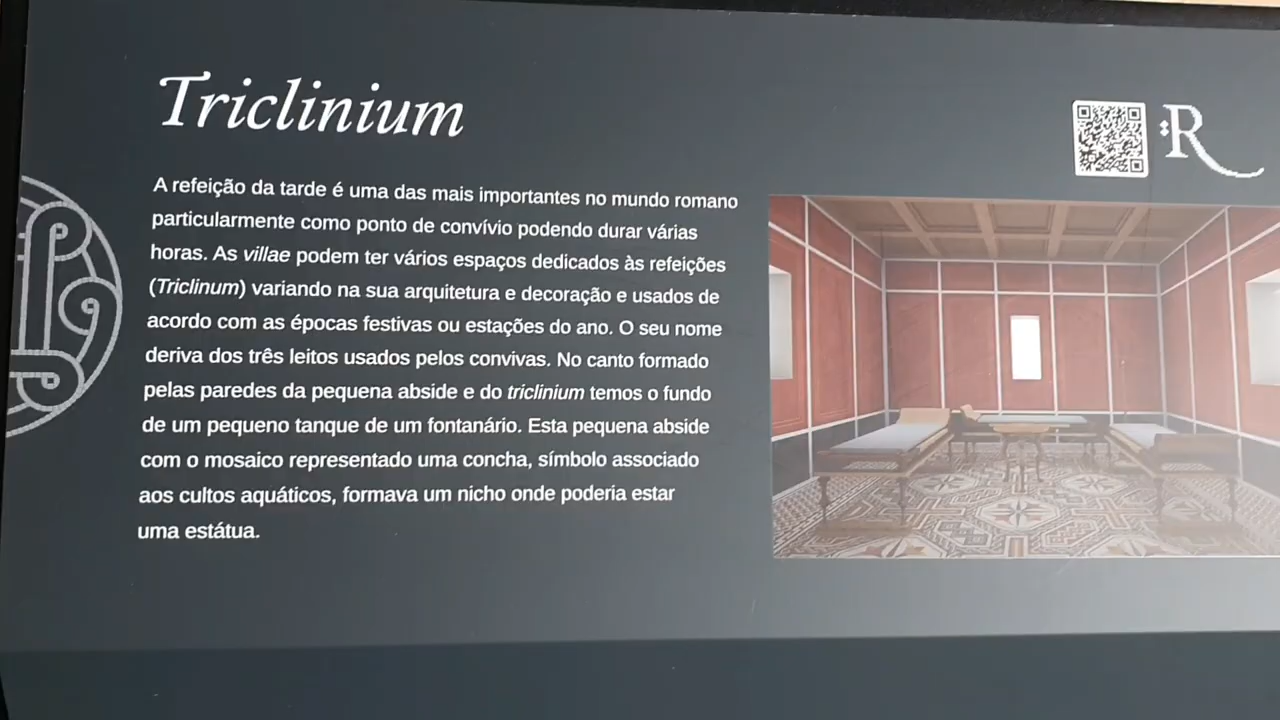 Triclinium
R
A refeição da tarde é uma das mais importantes no mundo romano
particularmente como ponto de convívio podendo durar várias
horas. As villae podem ter vários espaços dedicados às refeições
(Triclinum) variando na sua arquitetura e decoração e usados de
acordo com as épocas festivas ou estações do ano. O seu nome
deriva dos três leitos usados pelos convivas. No canto formado
pelas paredes da pequena abside e do triclinium temos o fundo
de um pequeno tanque de um fontanário. Esta pequena abside
com o mosaico representado uma concha, símbolo associado
aos cultos aquáticos, formava um nicho onde poderia estar
uma estátua.